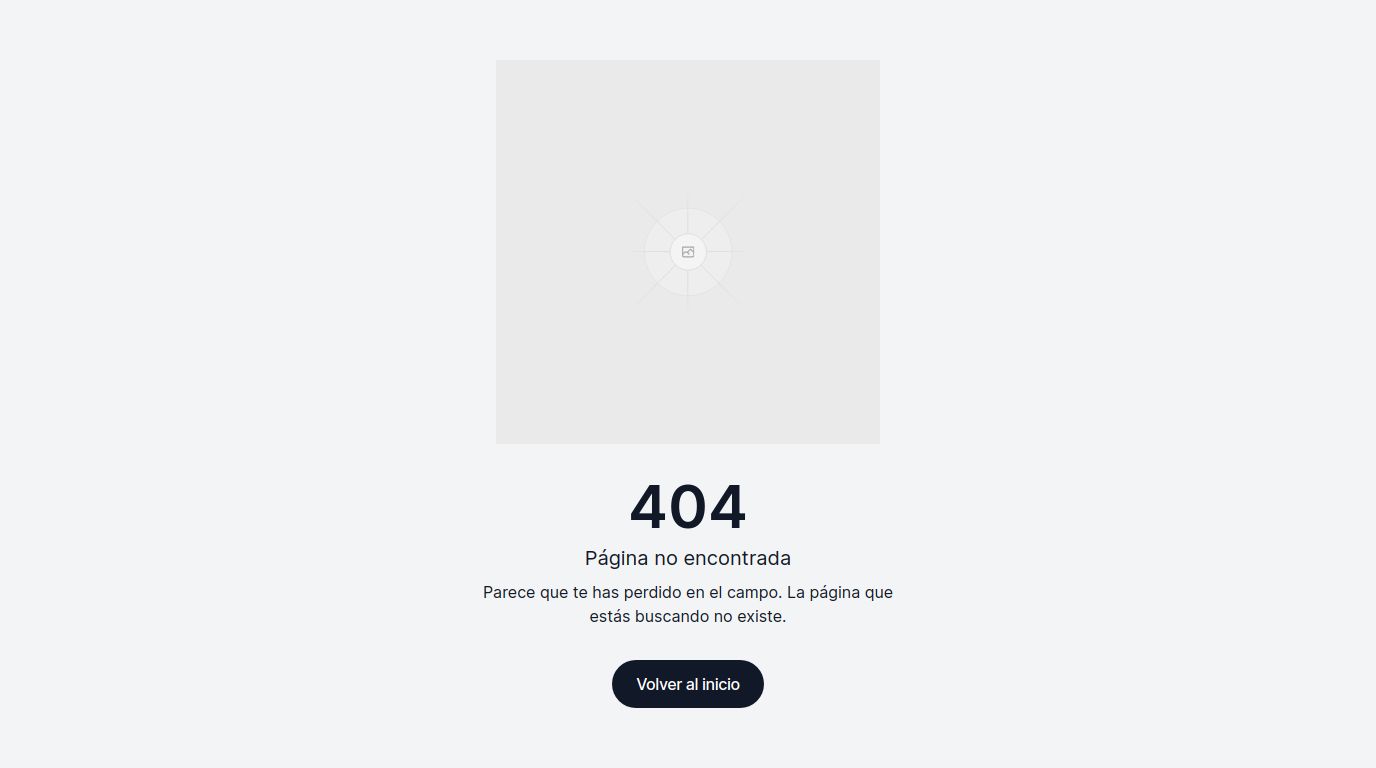 404
Página no encontrada
Parece que te has perdido en el campo. La página que
estás buscando no existe.
Volver al inicio